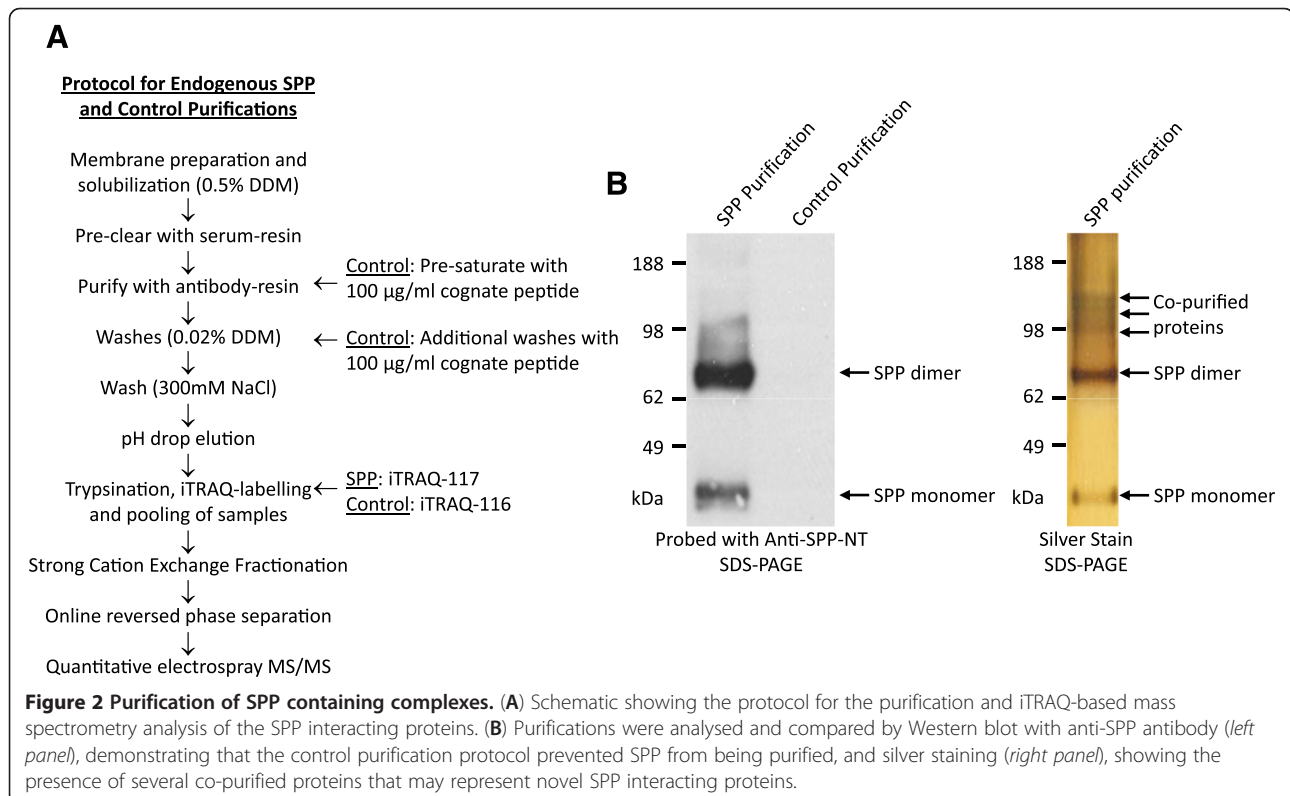 A
Protocol for Endogenous SPP
and Control Purifications
Membrane preparation and
solubilization (0.5% DDM)
Pre-clear with serum-resin
Purify with antibody-resin
Control: Pre-saturate with
100 µg/ml cognate peptide
Washes (0.02% DDM)
Control: Additional washes with
100 µg/ml cognate peptide
Wash (300mM NaCl)
pH drop elution
Trypsination, iTRAQ-labelling
and pooling of samples
SPP: iTRAQ-117
Control: iTRAQ-116
Strong Cation Exchange Fractionation
Online reversed phase separation
Quantitative electrospray MS/MS
B
SPP Purification
Control Purification
188
98
62
49
kDa
SPP dimer
SPP monomer
Probed with Anti-SPP-NT
SDS-PAGE
SPP purification
188
98
62
49
kDa
Co-purified
proteins
SPP dimer
SPP monomer
Silver Stain
SDS-PAGE
Figure 2 Purification of SPP containing complexes. (A) Schematic showing the protocol for the purification and iTRAQ-based mass
spectrometry analysis of the SPP interacting proteins. (B) Purifications were analysed and compared by Western blot with anti-SPP antibody (left
panel), demonstrating that the control purification protocol prevented SPP from being purified, and silver staining (right panel), showing the
presence of several co-purified proteins that may represent novel SPP interacting proteins.